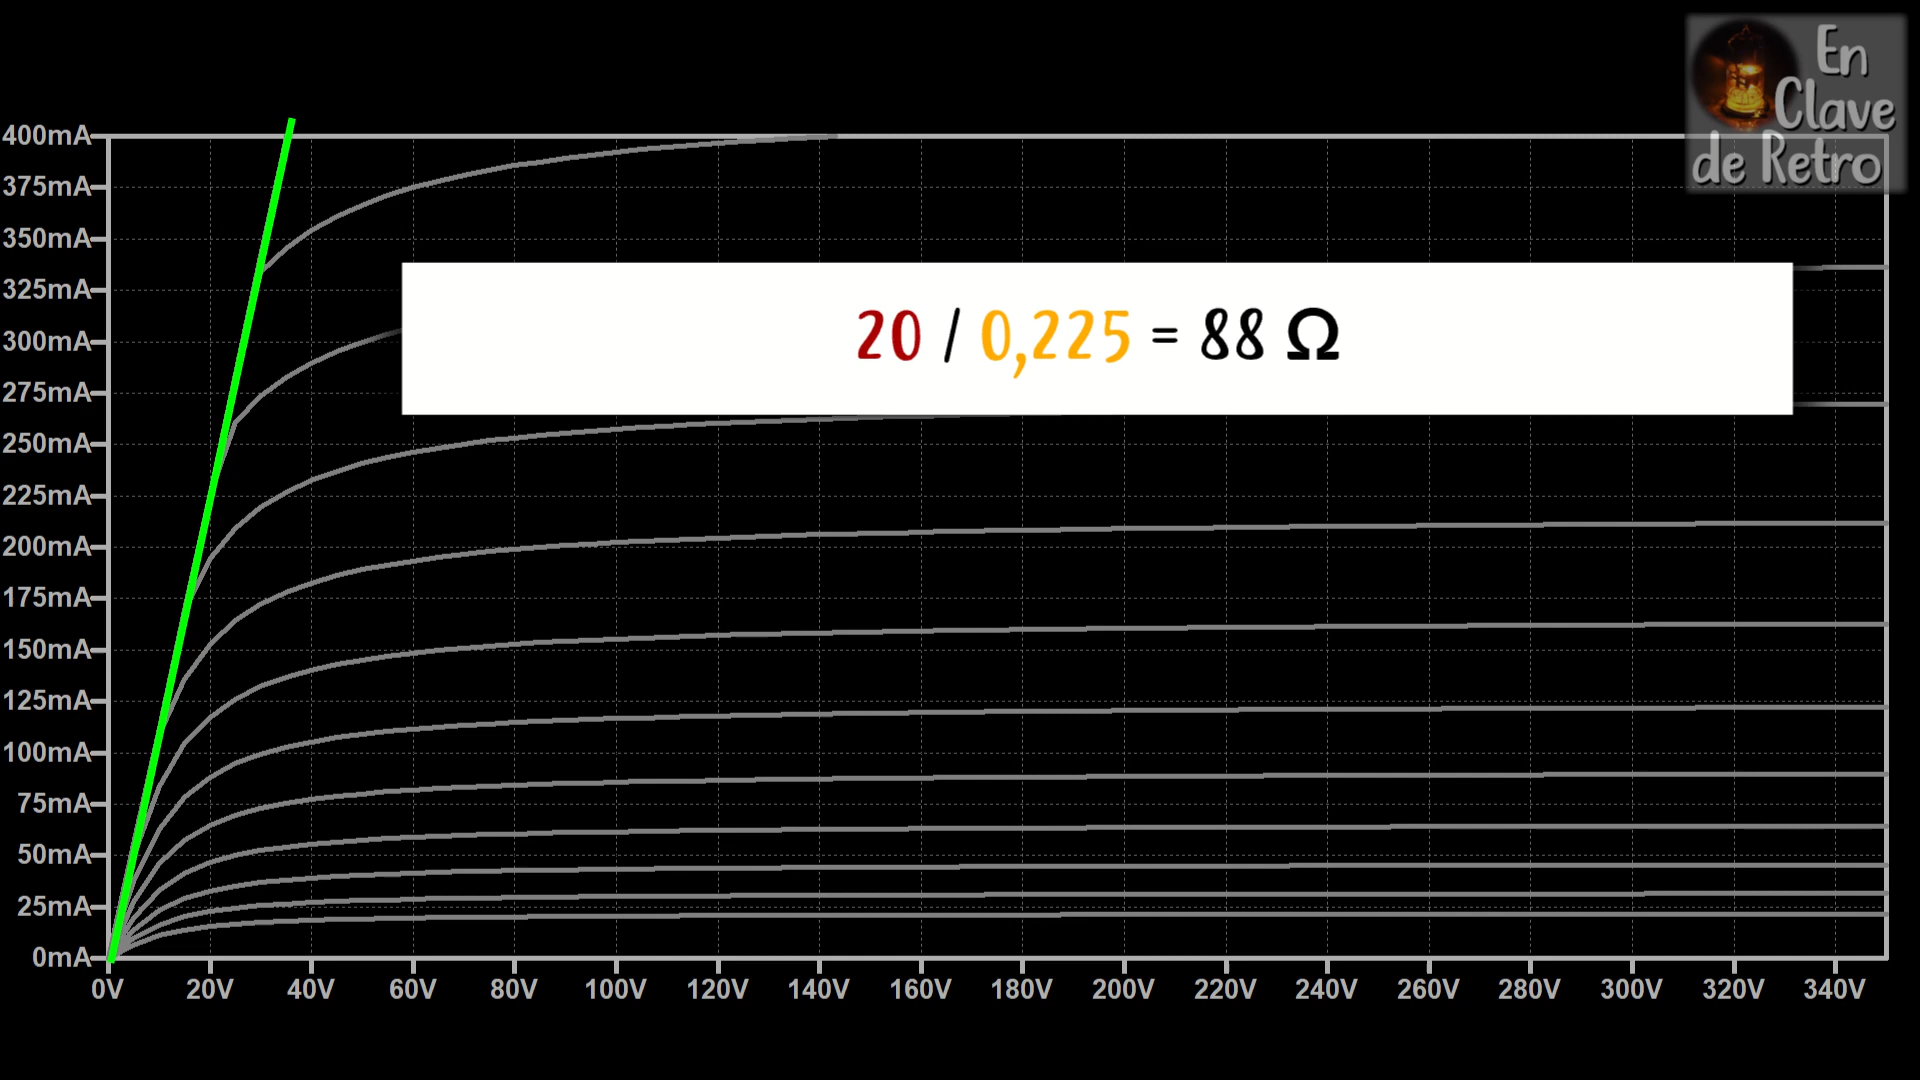 En
Clave
de Retro
400mA
375mA
350mA
325mA
300mA
275mA
250mA
225mA
200mA
175mA
150mA
125mA
100mA
75mA
50mA
25mA
0mA
20 / 0,225 = 88 Ω
0V 20V 40V 60V 80V 100V 120V 140V 160V 180V 200V 220V 240V 260V 280V 300V 320V 340V